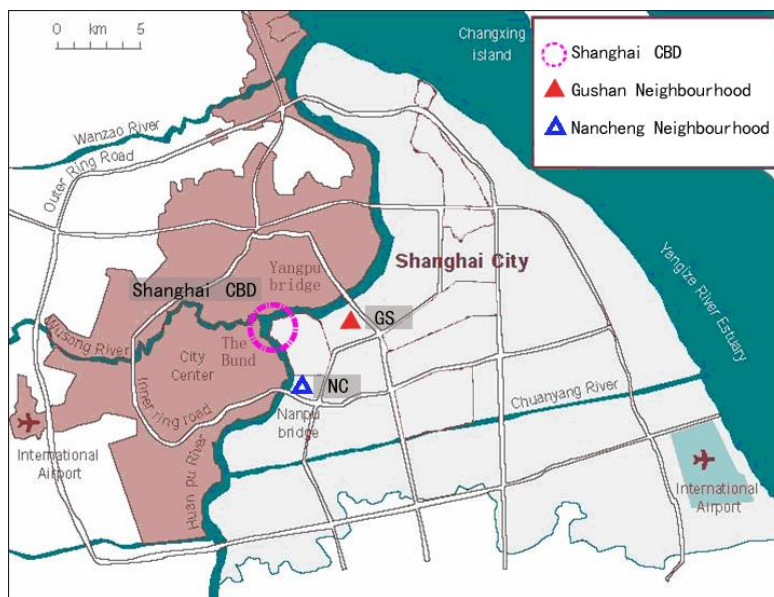 0 km 5
Changxing
island
Shanghai CBD
Gushan Neighbourhood
Nancheng Neighbourhood
Wanzao River
Outer Ring Road
Yangpu
bridge
Shanghai City
Shanghai CBD
GS
Yangize River Estuary
Wusong River
The
Bund
City
Center
Inner ring road
NC
Nanpu
bridge
Chuanyang River
International
Airport
Huan pu River
International
Airport